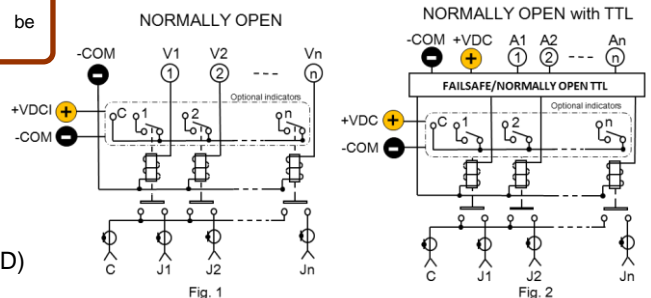 be
NORMALLY OPEN
-COM V1 V2 Vn
1 2 n
Optional indicators
+VDCI
-COM
C 1 2 n
C J1 J2 Jn
Fig. 1
D)
NORMALLY OPEN with TTL
-COM +VDC A1 A2 An
1 2 n
FAILSAFE/NORMALLY OPEN TTL
Optional indicators
+VDC
-COM
C 1 2 n
C J1 J2 Jn
Fig. 2